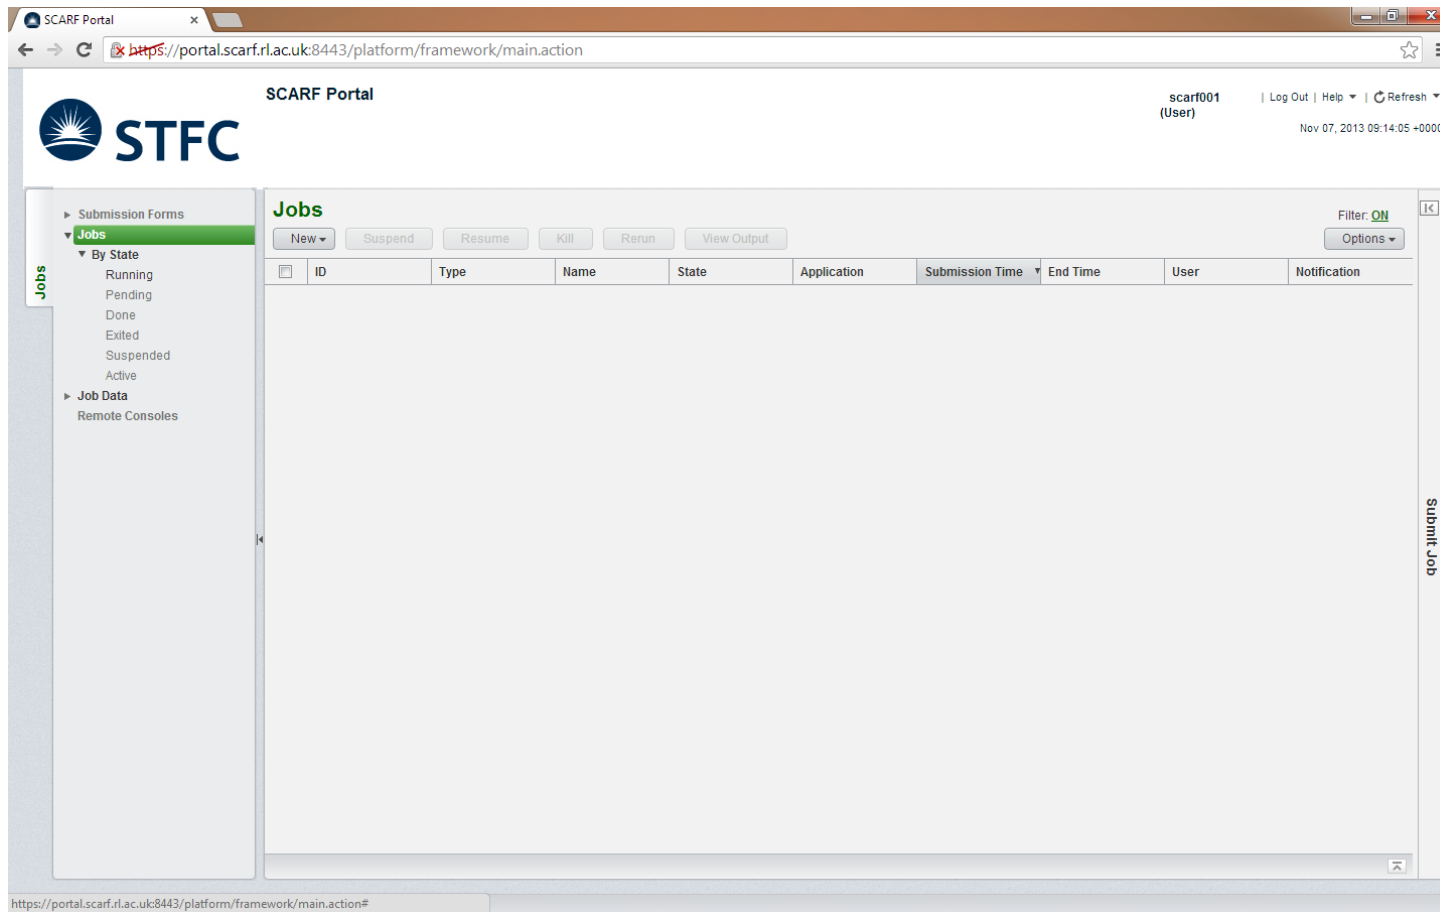 SCARF Portal
https://portal.scarf.rl.ac.uk:8443/platform/framework/main.action
STFC
SCARF Portal
scarf001
(User)
| Log Out | Help | Refresh
Nov 07, 2013 09:14:05 +0000
Jobs
Submission Forms
Jobs
By State
Running
Pending
Done
Exited
Suspended
Active
Job Data
Remote Consoles
Jobs
Filter: ON
New Suspend Resume Kill Rerun View Output Options
ID Type Name State Application Submission Time End Time User Notification
Submit Job
https://portal.scarf.rl.ac.uk:8443/platform/framework/main.action#